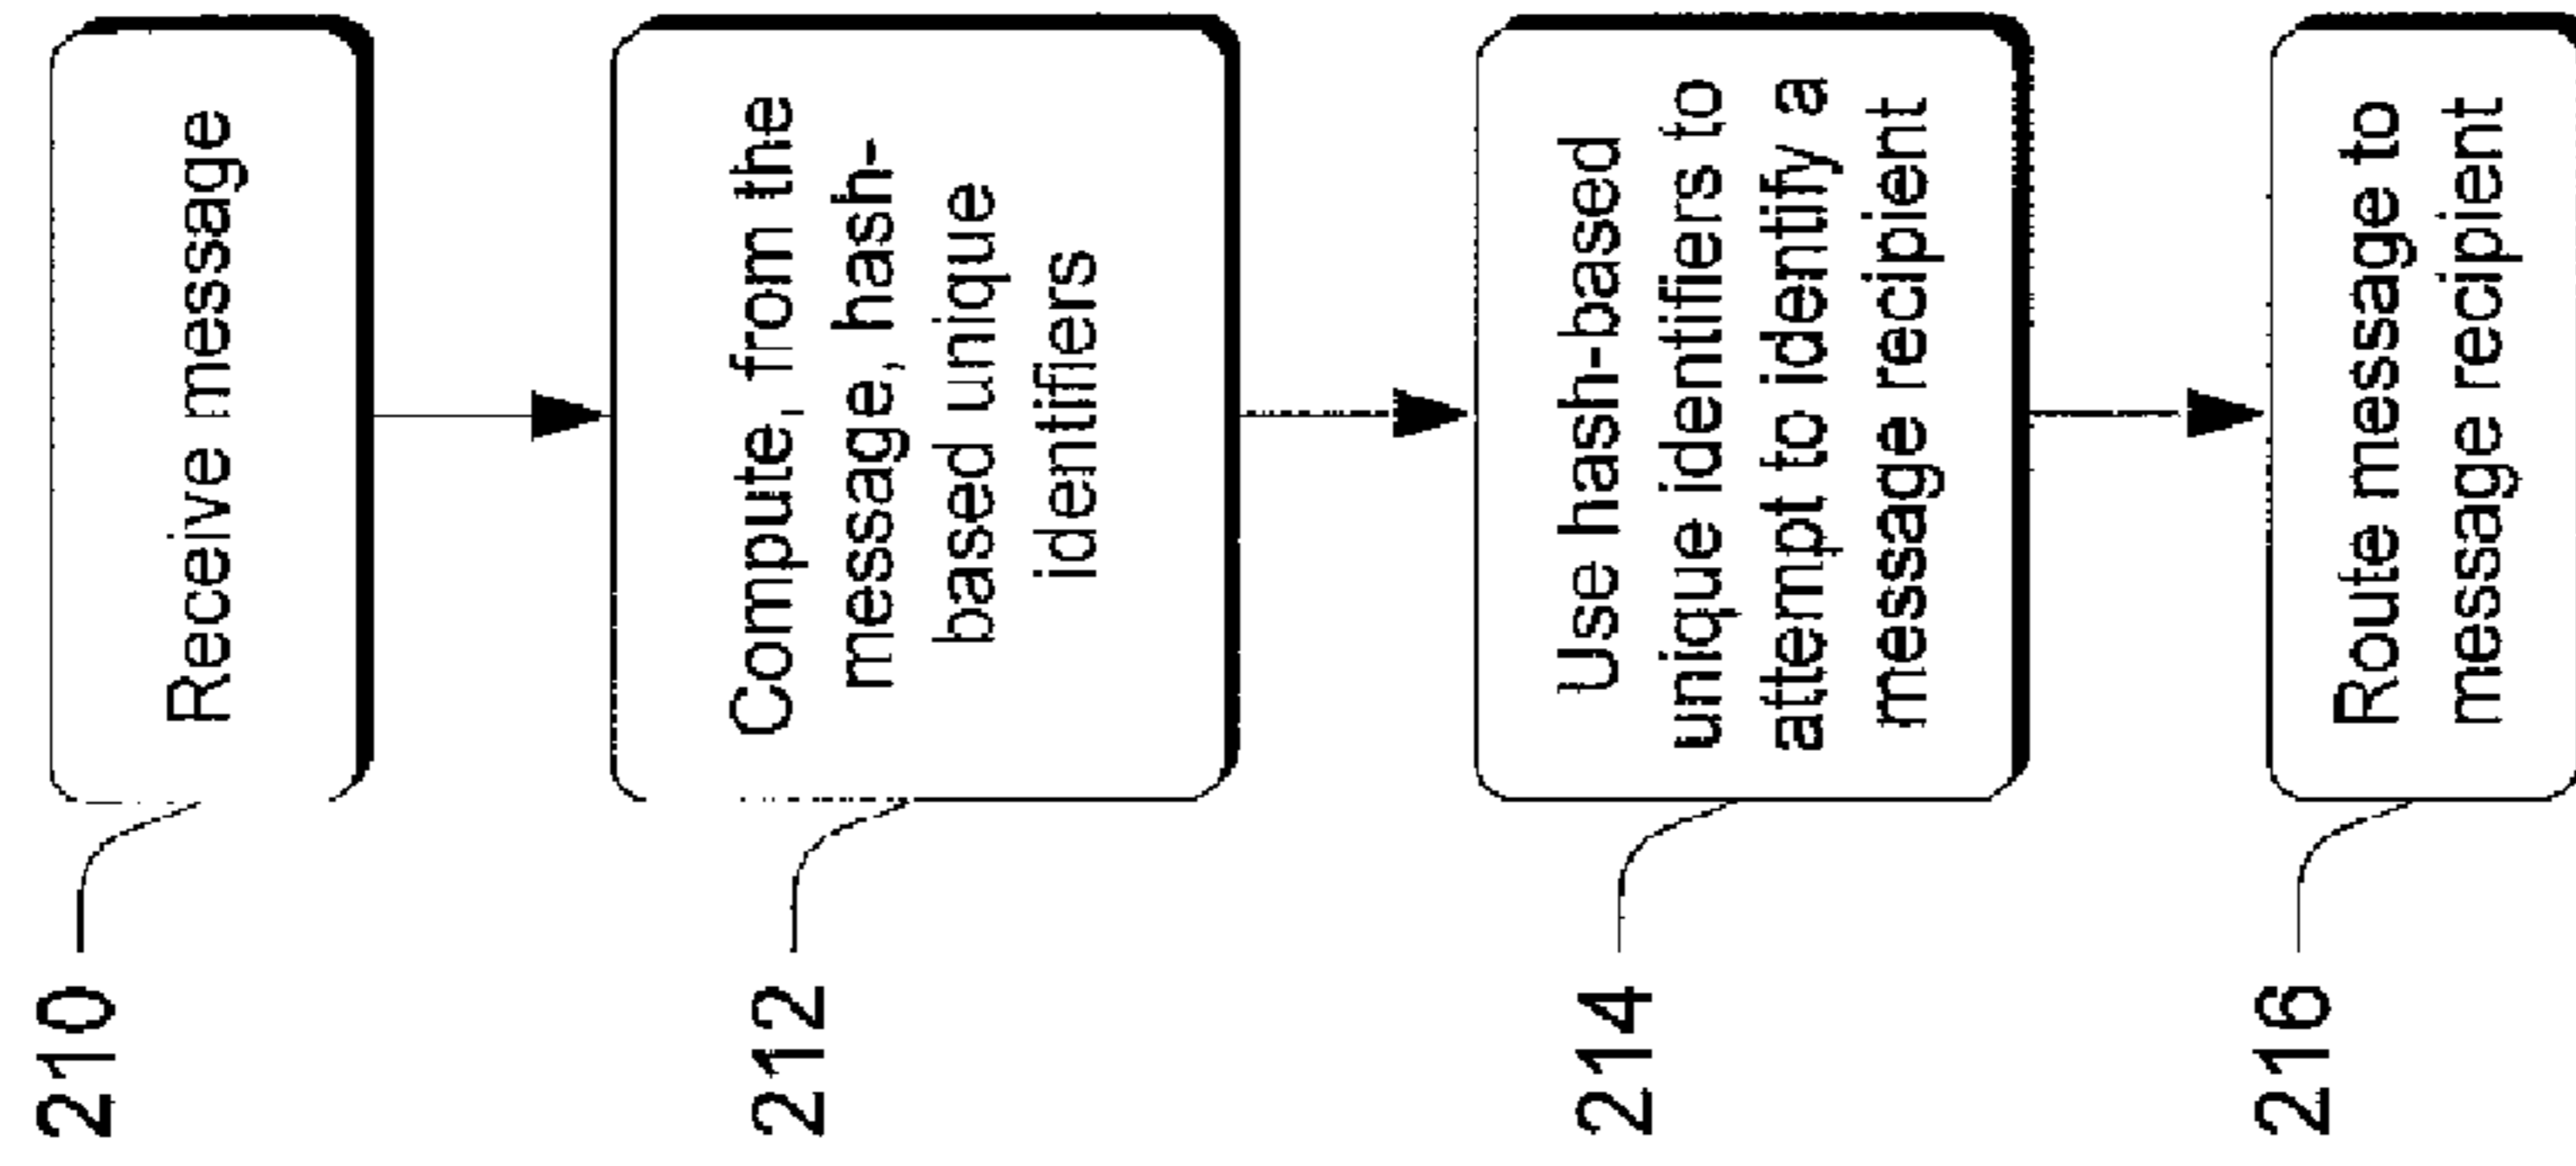 210
Receive message
212
Compute, from the
message, hash-
based unique
identifiers
214
Use hash-based
unique identifiers to
attempt to identify a
message recipient
216
Route message to
message recipient